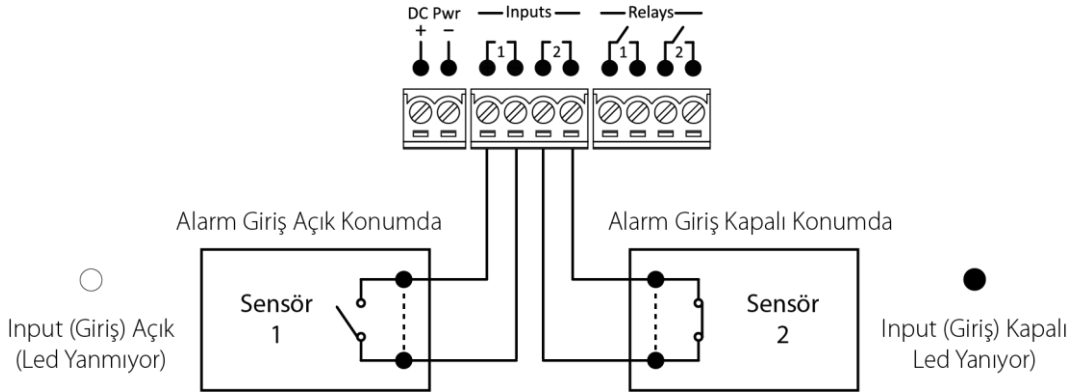 DC Pwr
+ −
Inputs
Relays
1 2 1 2
Alarm Giriş Açık Konumda
Alarm Giriş Kapalı Konumda
Sensör
1
Sensör
2
Input (Giriş) Açık
(Led Yanmıyor)
Input (Giriş) Kapalı
Led Yanıyor)